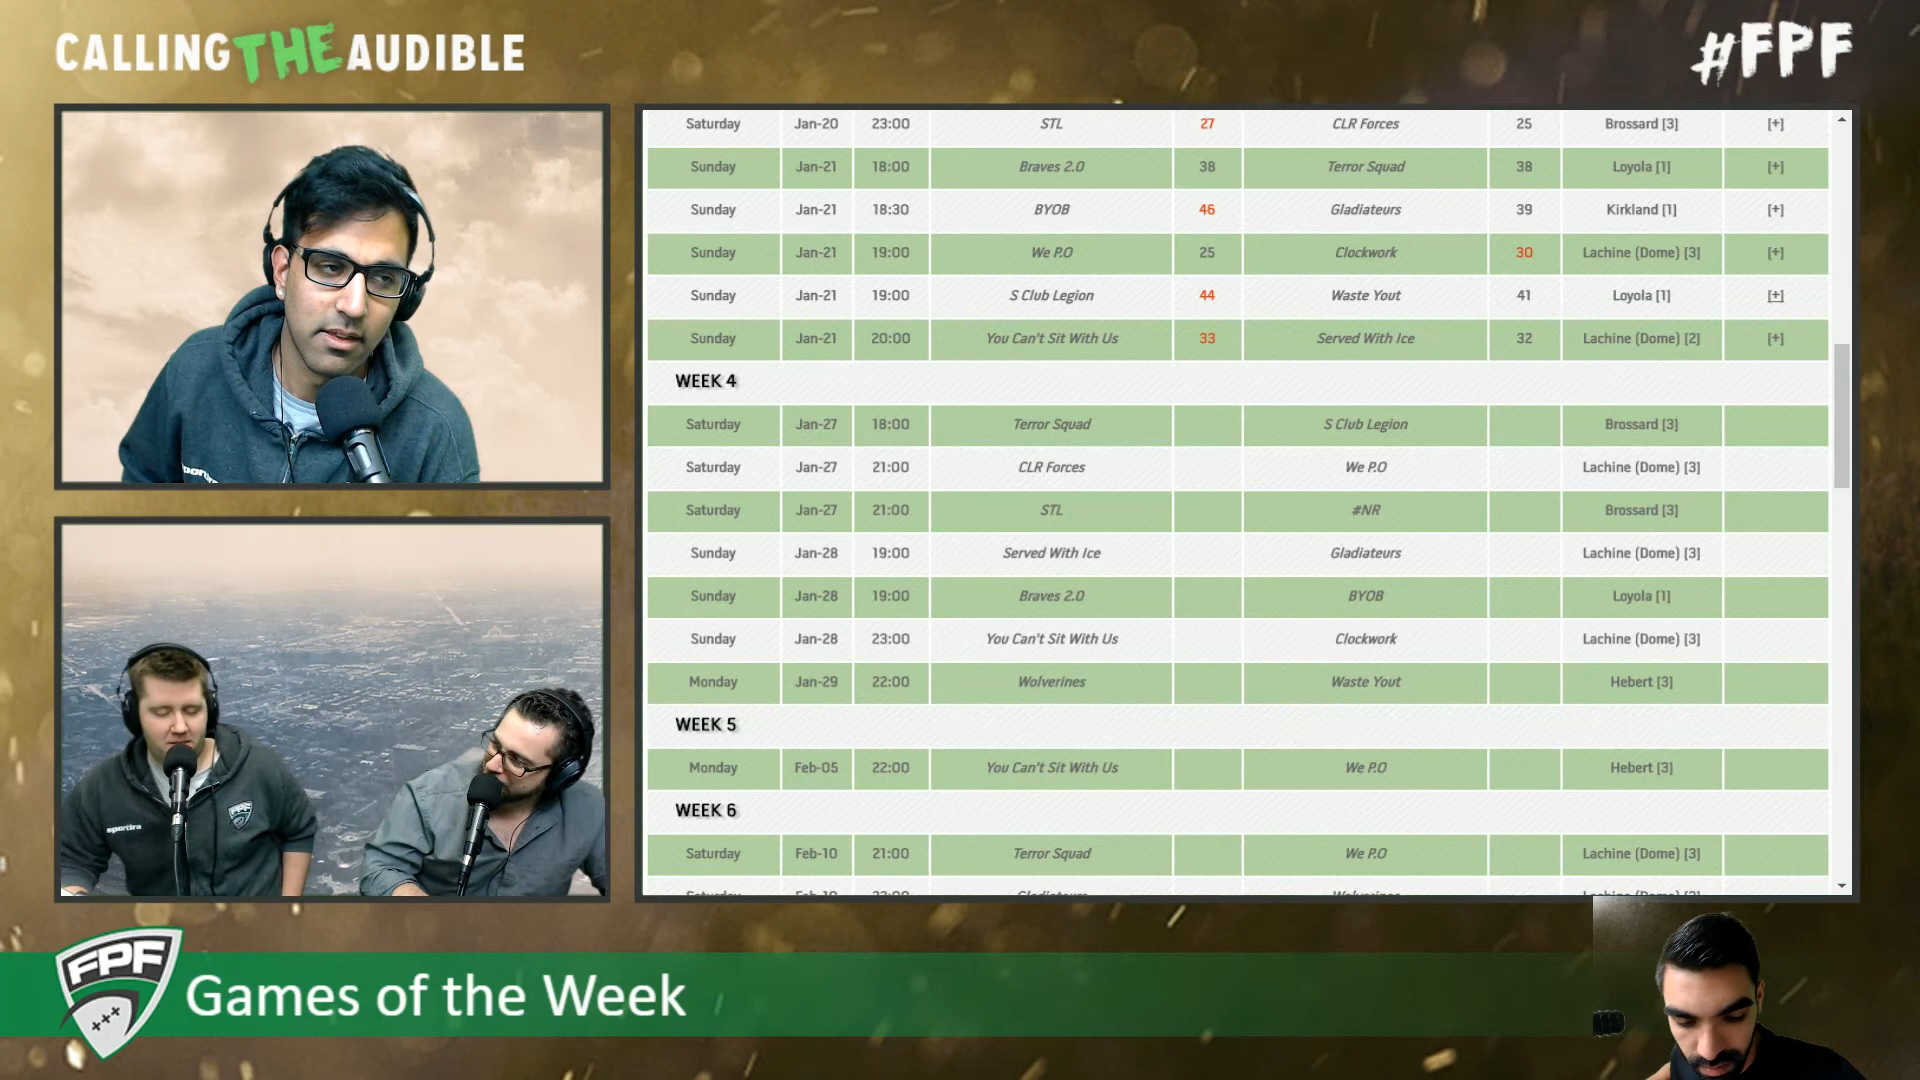 CALLING THE AUDIBLE
#FPF
Saturday Jan-20 23:00 STL 27 CLR Forces 25 Brossard [3] [+]
Sunday Jan-21 18:00 Braves 2.0 38 Terror Squad 38 Loyola [1] [+]
Sunday Jan-21 18:30 BYOB 46 Gladiateurs 39 Kirkland [1] [+]
Sunday Jan-21 19:00 We P.O 25 Clockwork 30 Lachine (Dome) [3] [+]
Sunday Jan-21 19:00 S Club Legion 44 Waste Yout 41 Loyola [1] [+]
Sunday Jan-21 20:00 You Can't Sit With Us 33 Served With Ice 32 Lachine (Dome) [2] [+]
WEEK 4
Saturday Jan-27 18:00 Terror Squad S Club Legion Brossard [3]
Saturday Jan-27 21:00 CLR Forces We P.O Lachine (Dome) [3]
Saturday Jan-27 21:00 STL #NR Brossard [3]
Sunday Jan-28 19:00 Served With Ice Gladiateurs Lachine (Dome) [3]
Sunday Jan-28 19:00 Braves 2.0 BYOB Loyola [1]
Sunday Jan-28 23:00 You Can't Sit With Us Clockwork Lachine (Dome) [3]
Monday Jan-29 22:00 Wolverines Waste Yout Hebert [3]
WEEK 5
Monday Feb-05 22:00 You Can't Sit With Us We P.O Hebert [3]
WEEK 6
Saturday Feb-10 21:00 Terror Squad We P.O Lachine (Dome) [3]
sportira
FPF
FPF
Games of the Week